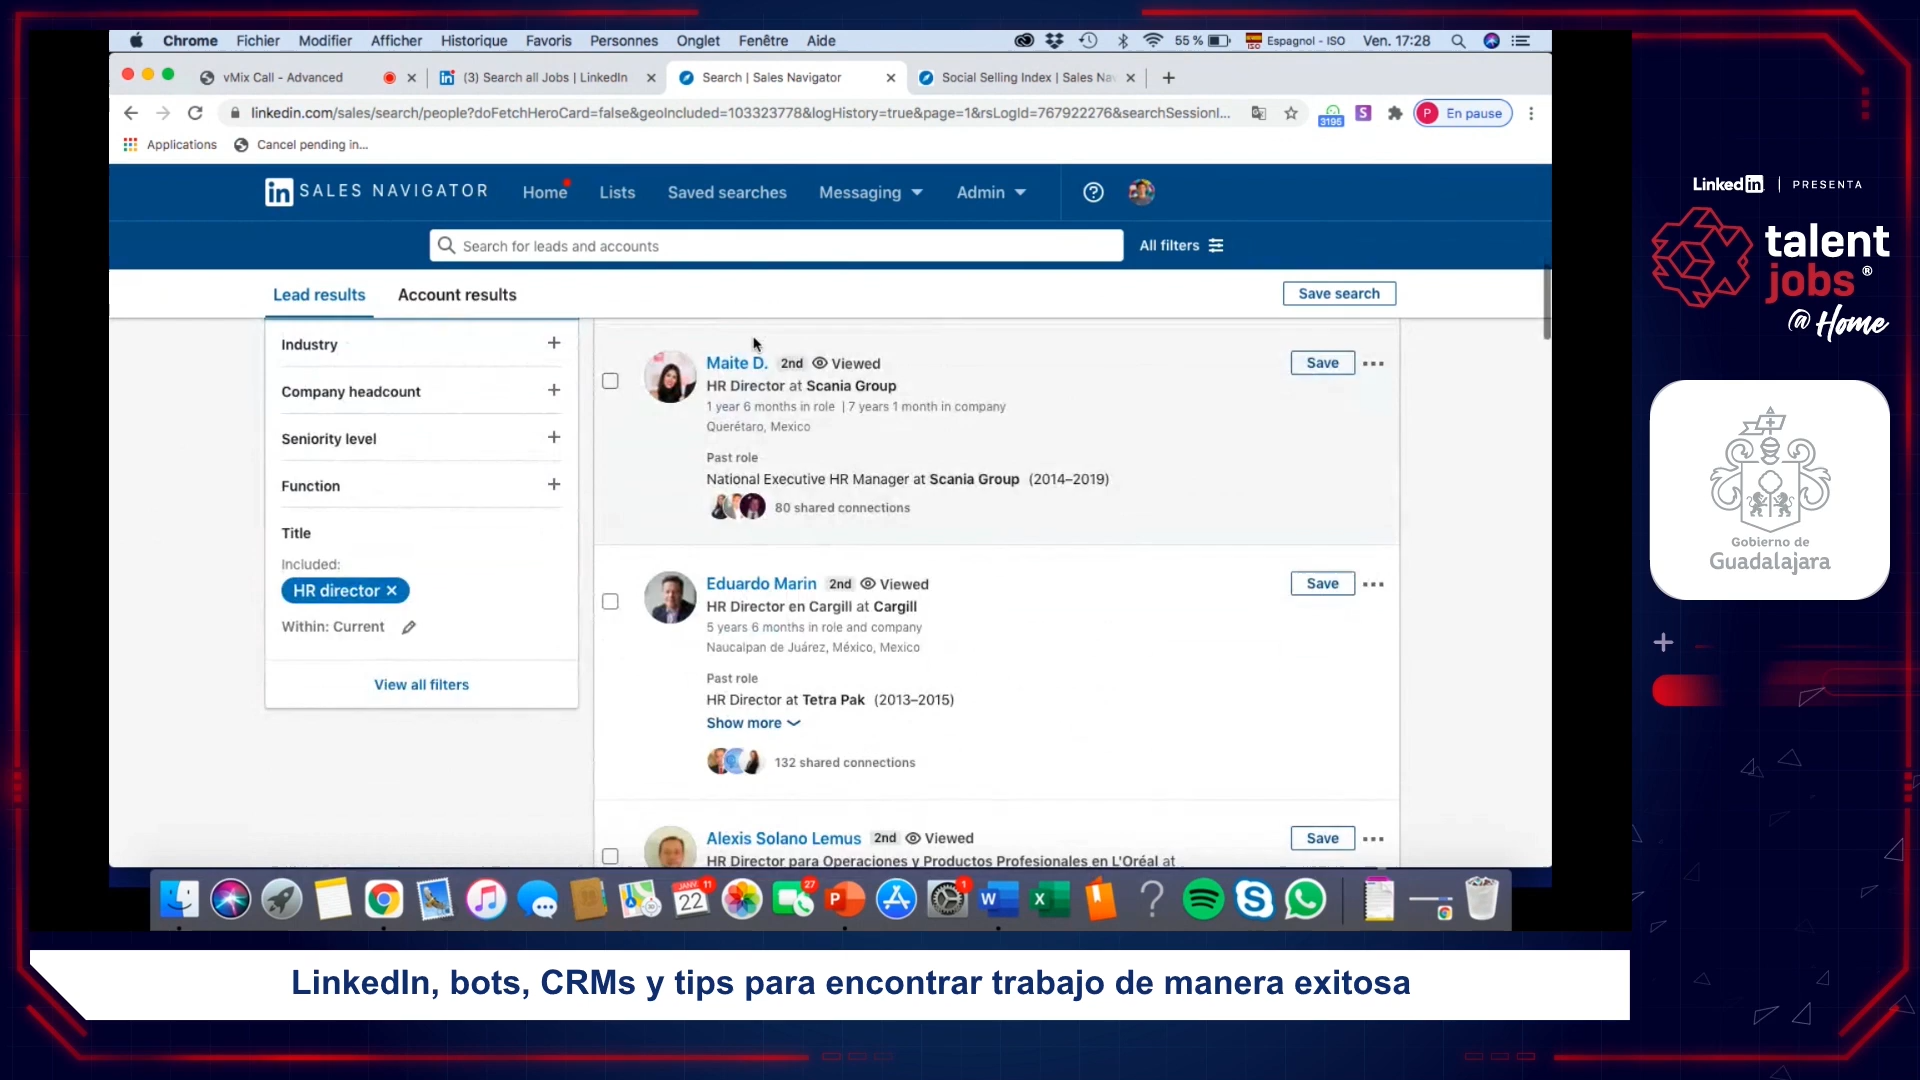 Chrome Fichier Modifier Afficher Historique Favoris Personnes Onglet Fenêtre Aide 55 % ISO Espagnol - ISO Ven. 17:28
vMix Call - Advanced (3) Search all Jobs | LinkedIn Search | Sales Navigator Social Selling Index | Sales Na
linkedin.com/sales/search/people?doFetchHeroCard=false&geoIncluded=103323778&logHistory=true&page=1&rsLogId=767922276&searchSessionI... 3195 S P En pause
Applications Cancel pending in...
in SALES NAVIGATOR Home Lists Saved searches Messaging Admin
Search for leads and accounts All filters
Lead results Account results Save search
Industry
Company headcount
Seniority level
Function
Title
Included:
HR director
Within: Current
View all filters
Maite D. 2nd Viewed Save
HR Director at Scania Group
1 year 6 months in role | 7 years 1 month in company
Querétaro, Mexico
Past role
National Executive HR Manager at Scania Group (2014–2019)
80 shared connections
Eduardo Marin 2nd Viewed Save
HR Director en Cargill at Cargill
5 years 6 months in role and company
Naucalpan de Juárez, México, Mexico
Past role
HR Director at Tetra Pak (2013–2015)
Show more
132 shared connections
Alexis Solano Lemus 2nd Viewed Save
HR Director para Operaciones y Productos Profesionales en L'Oréal at
JANV. 11 22 27 P 1 W X ?
LinkedIn, bots, CRMs y tips para encontrar trabajo de manera exitosa
LinkedIn | PRESENTA
talent
jobs®
@Home
Gobierno de
Guadalajara